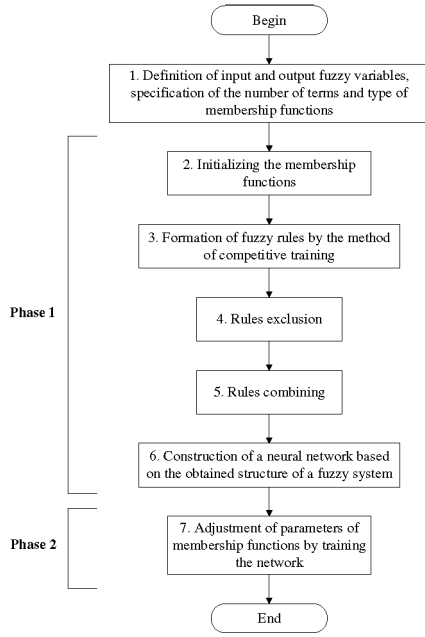 Begin
1. Definition of input and output fuzzy variables,
specification of the number of terms and type of
membership functions
2. Initializing the membership
functions
3. Formation of fuzzy rules by the method
of competitive training
Phase 1
4. Rules exclusion
5. Rules combining
6. Construction of a neural network based
on the obtained structure of a fuzzy system
Phase 2
7. Adjustment of parameters of
membership functions by training
the network
End